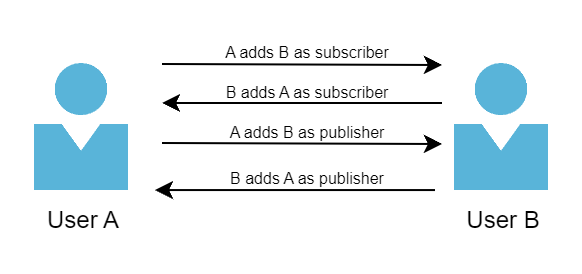 A adds B as subscriber
B adds A as subscriber
A adds B as publisher
B adds A as publisher
User A
User B